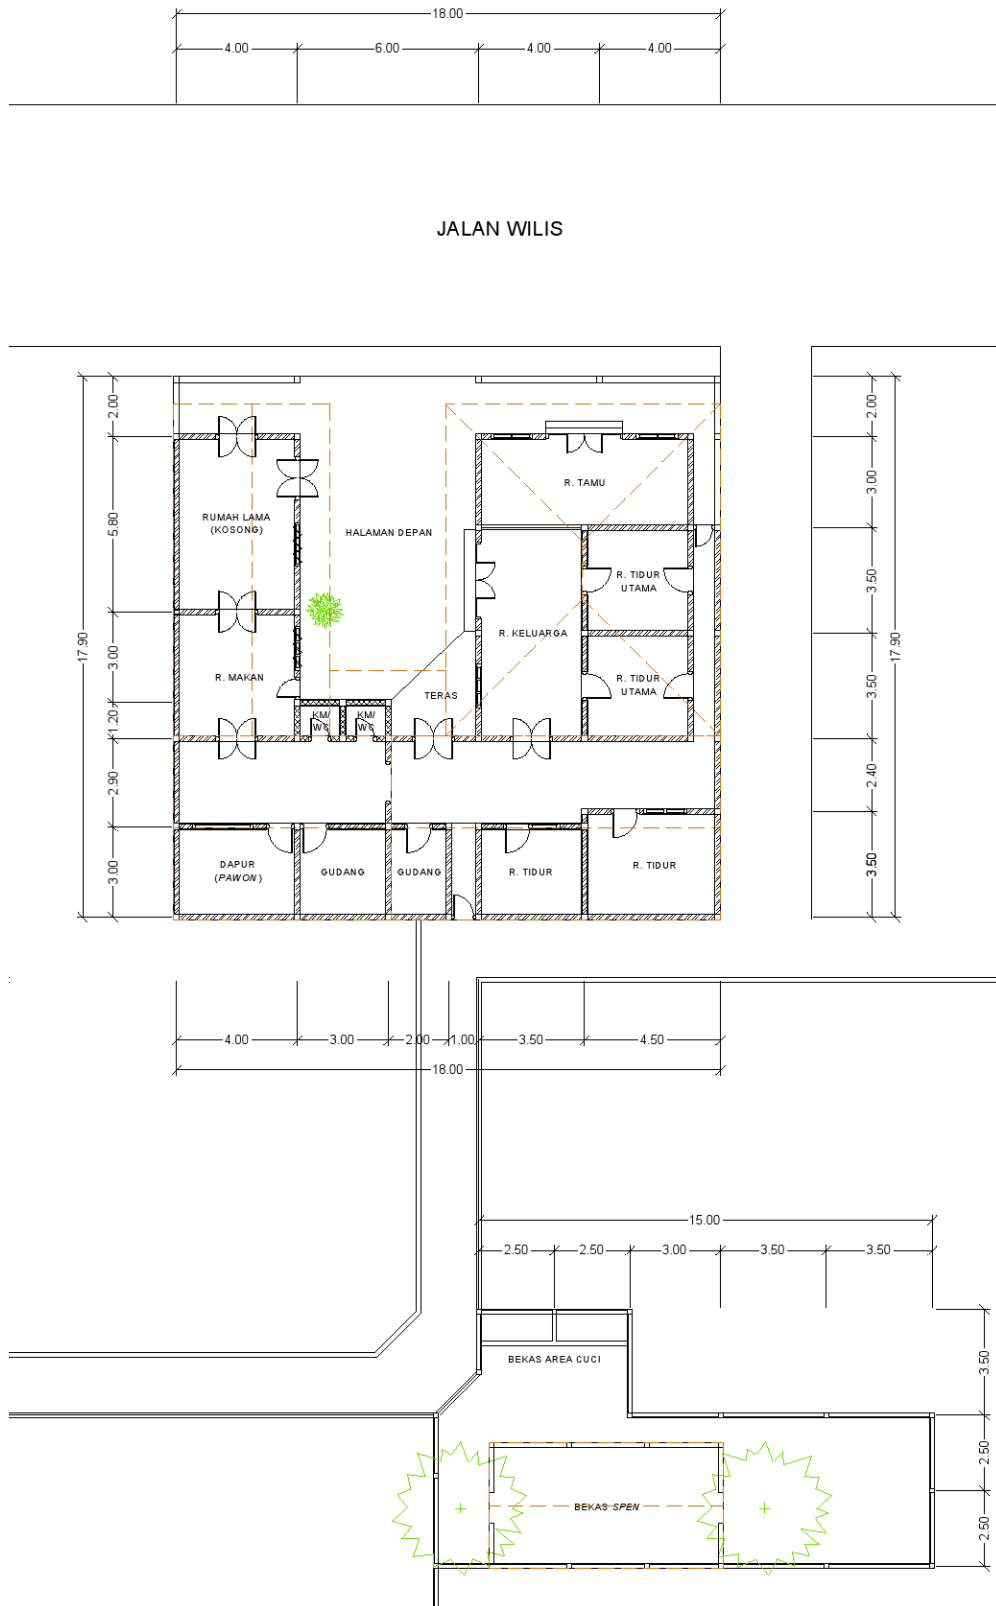 18.00
4.00 6.00 4.00 4.00
JALAN WILIS
2.00
5.80
3.00
1.20
2.90
3.00
17.90
2.00
3.00
3.50
3.50
2.40
3.50
17.90
R. TAMU
RUMAH LAMA
(KOSONG)
HALAMAN DEPAN
R. TIDUR
UTAMA
R. KELUARGA
R. MAKAN
R. TIDUR
UTAMA
TERAS
KM/
WC
KM/
WC
DAPUR
(PAWON)
GUDANG
GUDANG
R. TIDUR
R. TIDUR
4.00 3.00 2.00 1.00 3.50 4.50
18.00
15.00
2.50 2.50 3.00 3.50 3.50
BEKAS AREA CUCI
3.50
2.50
2.50
BEKAS SPEN